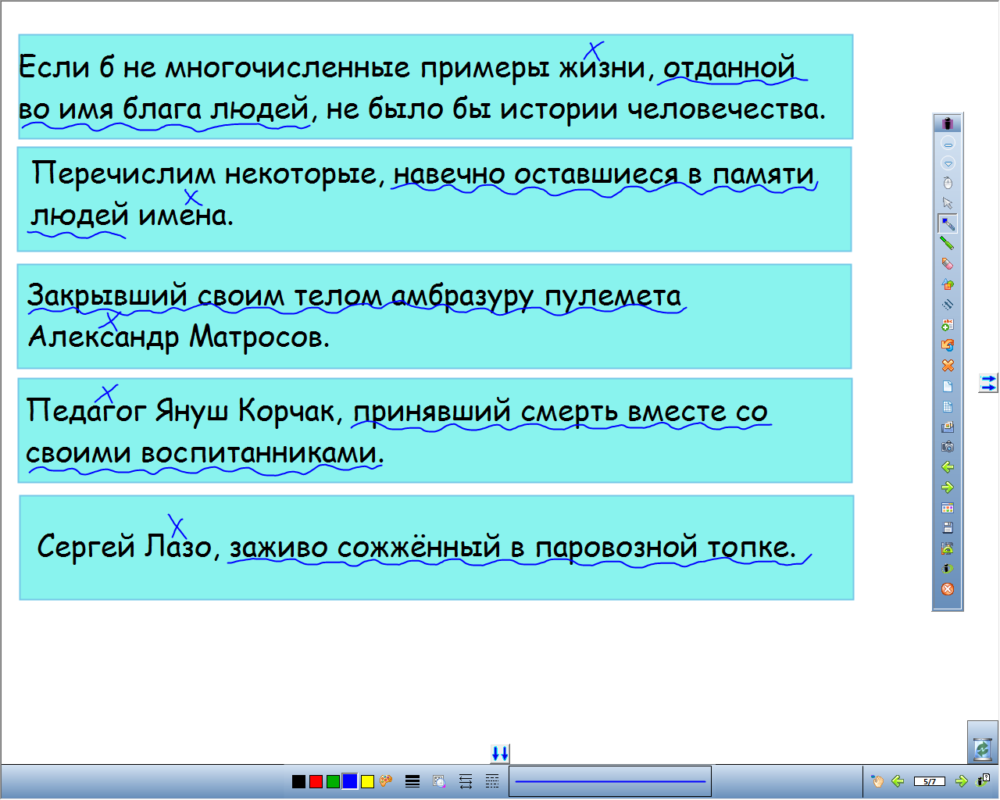 Если б не многочисленные примеры жизни, отданной
во имя блага людей, не было бы истории человечества.
Перечислим некоторые, навечно оставшиеся в памяти
людей имена.
Закрывший своим телом амбразуру пулемета
Александр Матросов.
Педагог Януш Корчак, принявший смерть вместе со
своими воспитанниками.
Сергей Лазо, заживо сожжённый в паровозной топке.
5/7